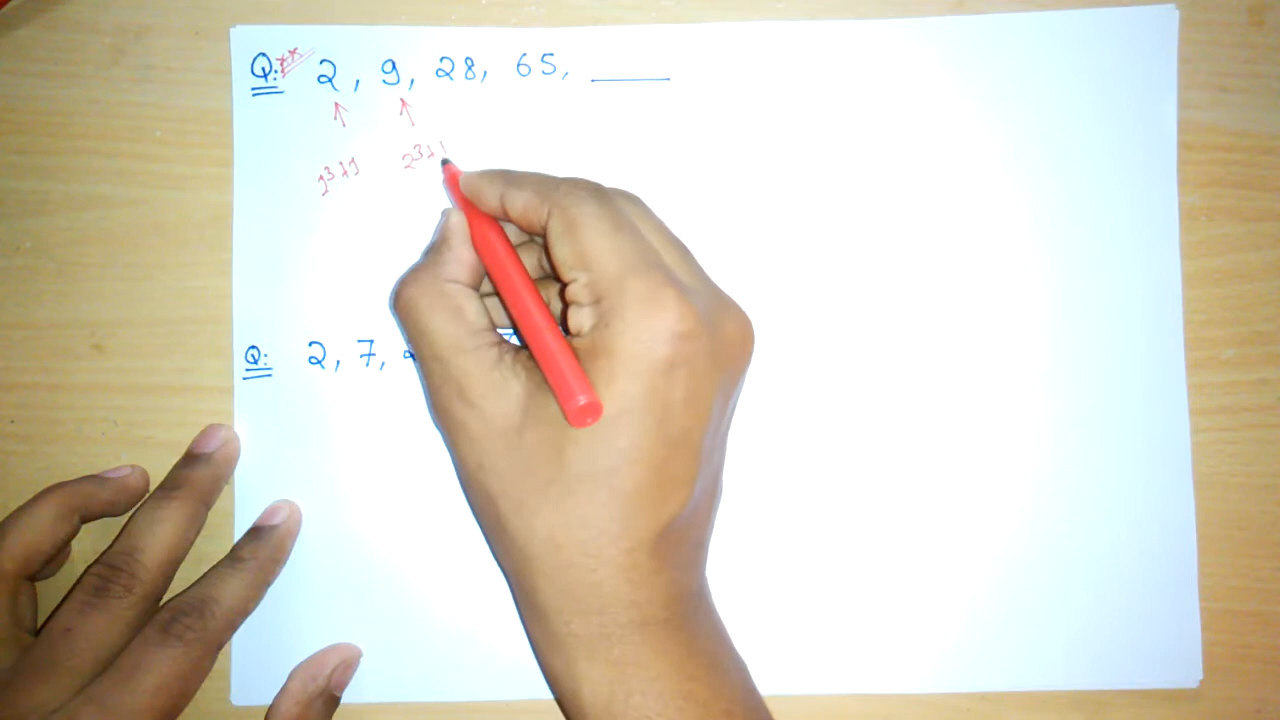 Q:** 2, 9, 28, 65, ____
1³+1 2³+1
Q: 2, 7,